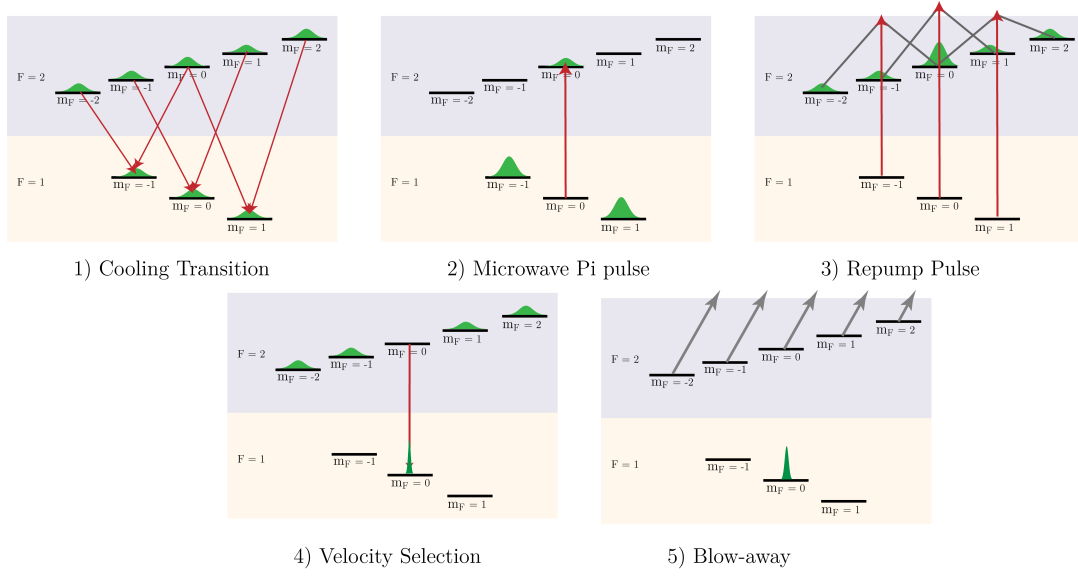 m_F = 2
m_F = 1
m_F = 0
m_F = -1
m_F = -2
F = 2
F = 1
m_F = -1
m_F = 0
m_F = 1
1) Cooling Transition
m_F = 2
m_F = 1
m_F = 0
m_F = -1
m_F = -2
F = 2
F = 1
m_F = -1
m_F = 0
m_F = 1
2) Microwave Pi pulse
m_F = 2
m_F = 1
m_F = 0
m_F = -1
m_F = -2
F = 2
F = 1
m_F = -1
m_F = 0
m_F = 1
3) Repump Pulse
m_F = 2
m_F = 1
m_F = 0
m_F = -1
m_F = -2
F = 2
F = 1
m_F = -1
m_F = 0
m_F = 1
4) Velocity Selection
m_F = 2
m_F = 1
m_F = 0
m_F = -1
m_F = -2
F = 2
F = 1
m_F = -1
m_F = 0
m_F = 1
5) Blow-away